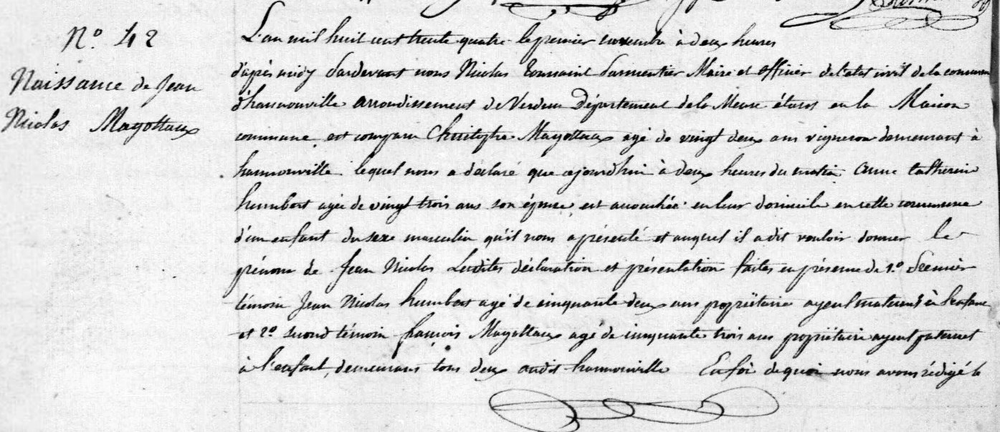 N.º 42
Naissance de Jean
Nicolas Magottaux
L'an mil huit cent trente quatre le premier novembre à deux heures
d'après midy pardevant nous Nicolas Toussaint Parmentier Maire et officier de l'etat civil de la commune
d'hannonville arrondissement de Verdun Département de la Meuse étant en la Maison
commune, est comparu Christophe Magottaux agé de vingt deux ans vigneron demeurant à
hannonville lequel nous a déclaré que cejourdhui à deux heures du matin Anne Catherine
humbert agée de vingt trois ans son épouse, est accouchée en leur domicile en cette commune
d'un enfant du sexe masculin qu'il nous a présenté et auquel il a dit vouloir donner le
prénom de Jean Nicolas Lesdites déclaration et présentation faites en présence de 1.º Premier
témoin Jean Nicolas humbert agé de cinquante deux ans propriétaire ayeul maternel à l'enfant
et 2.º second témoin françois Magottaux agé de cinquante trois ans propriétaire ayeul paternel
à l'enfant, demeurans tous deux audit hannonville En foi de quoi nous avons rédigé le